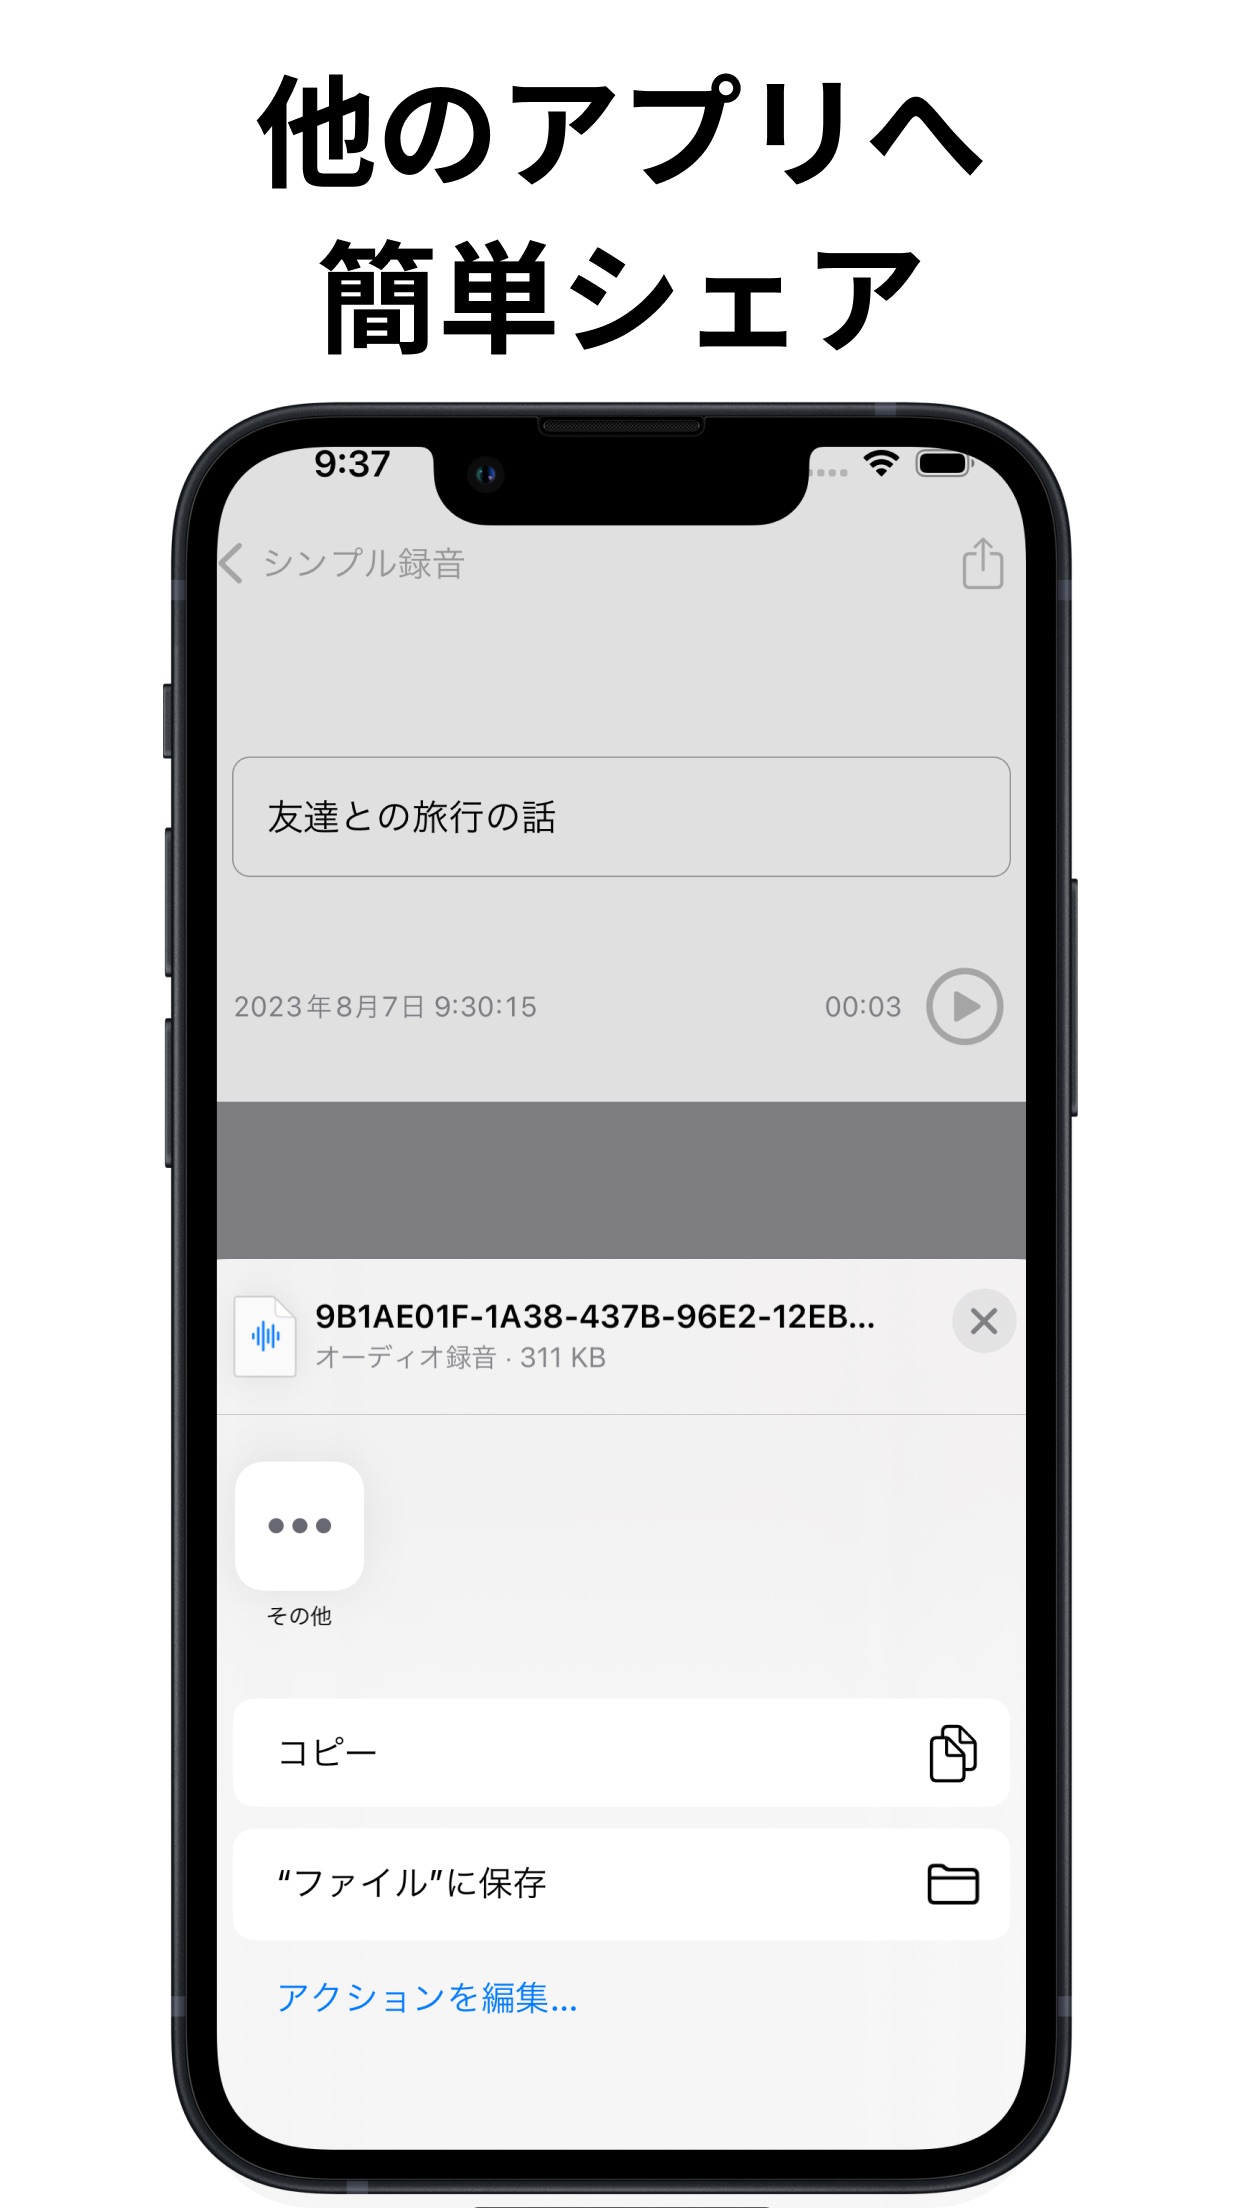 他のアプリへ
簡単シェア
9:37
シンプル録音
友達との旅行の話
2023年8月7日 9:30:15
00:03
9B1AE01F-1A38-437B-96E2-12EB...
オーディオ録音 · 311 KB
その他
コピー
“ファイル”に保存
アクションを編集...